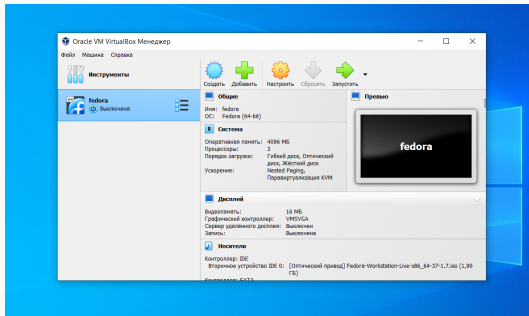 Oracle VM VirtualBox Менеджер
Файл Машина Справка
Инструменты
Создать Добавить Настроить Сбросить Запустить
fedora
Выключена
Общие
Имя: fedora
ОС: Fedora (64-bit)
Система
Оперативная память: 4096 МБ
Процессоры: 2
Порядок загрузки: Гибкий диск, Оптический
диск, Жёсткий диск
Ускорение: Nested Paging,
Паравиртуализация KVM
Превью
fedora
Дисплей
Видеопамять: 16 МБ
Графический контроллер: VMSVGA
Сервер удалённого дисплея: Выключен
Запись: Выключена
Носители
Контроллер: IDE
Вторичное устройство IDE 0: [Оптический привод] Fedora-Workstation-Live-x86_64-37-1.7.iso (1,90
ГБ)
Контроллер: SATA